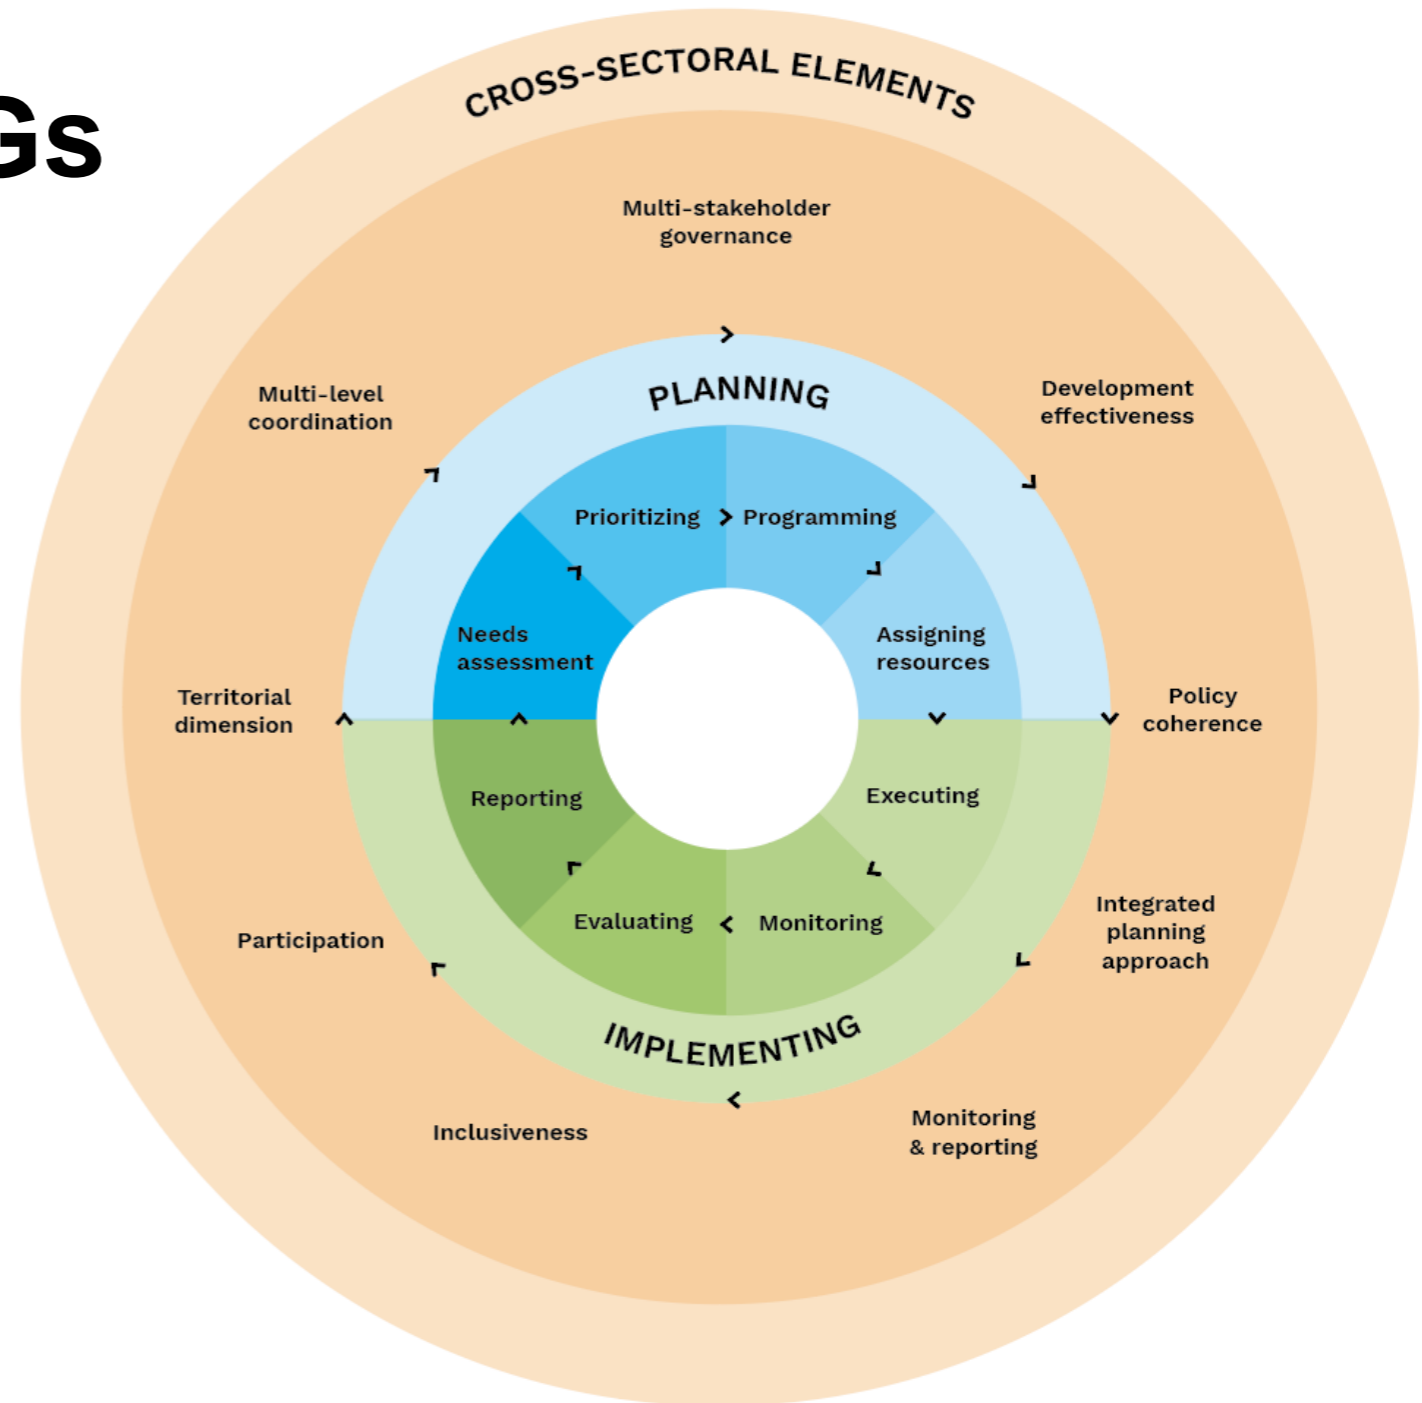 Gs
CROSS-SECTORAL ELEMENTS
Multi-stakeholder
governance
Development
effectiveness
Policy
coherence
Integrated
planning
approach
Monitoring
& reporting
Inclusiveness
Participation
Territorial
dimension
Multi-level
coordination
PLANNING
Prioritizing
Programming
Assigning
resources
Executing
Monitoring
Evaluating
Reporting
Needs
assessment
IMPLEMENTING